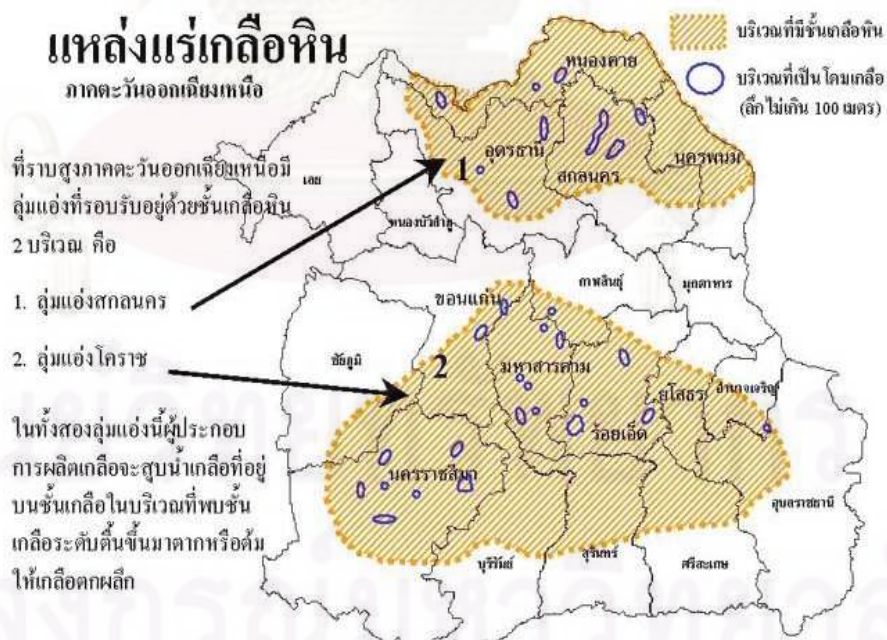 แหล่งแร่เกลือหิน
ภาคตะวันออกเฉียงเหนือ
บริเวณที่มีชั้นเกลือหิน
บริเวณที่เป็นโดมเกลือ
(ลึกไม่เกิน 100 เมตร)
ที่ราบสูงภาคตะวันออกเฉียงเหนือมี
ลุ่มแอ่งที่รอบรับอยู่ด้วยชั้นเกลือหิน
2 บริเวณ คือ
1. ลุ่มแอ่งสกลนคร
2. ลุ่มแอ่งโคราช
ในทั้งสองลุ่มแอ่งนี้ผู้ประกอบ
การผลิตเกลือจะสูบน้ำเกลือที่อยู่
บนชั้นเกลือในบริเวณที่พบชั้น
เกลือระดับตื้นขึ้นมาตากหรือต้ม
ให้เกลือตกผลึก
หนองคาย
อุดรธานี
1
สกลนคร
นครพนม
เลย
หนองบัวลำภู
กาฬสินธุ์
มุกดาหาร
ขอนแก่น
ชัยภูมิ
2
มหาสารคาม
ยโสธร
อำนาจเจริญ
ร้อยเอ็ด
นครราชสีมา
อุบลราชธานี
บุรีรัมย์
สุรินทร์
ศรีสะเกษ